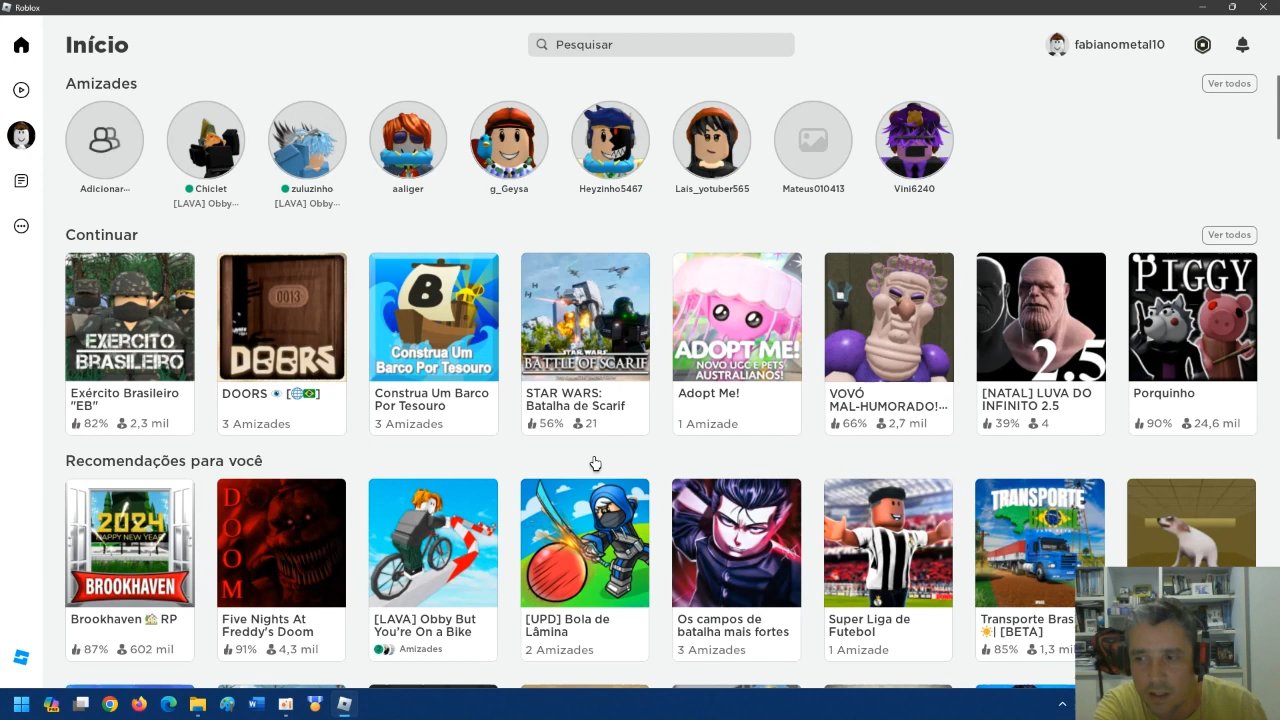 Roblox
Início
Pesquisar
fabianometal10
Amizades
Ver todos
Adicionar...
Chiclet
[LAVA] Obby...
zuluzinho
[LAVA] Obby...
aaliger
g_Geysa
Heyzinho5467
Lais_yotuber565
Mateus010413
Vini6240
Continuar
Ver todos
EXERCITO
BRASILEIRO
Exército Brasileiro
"EB"
82% 2,3 mil
0013
DOORS
DOORS 👁 [🌐🇧🇷]
3 Amizades
B
Construa Um
Barco Por Tesouro
Construa Um Barco
Por Tesouro
3 Amizades
STAR WARS
BATTLE OF SCARIF
STAR WARS:
Batalha de Scarif
56% 21
ADOPT ME!
NOVO UGC E PETS
AUSTRALIANOS!
Adopt Me!
1 Amizade
VOVÓ
MAL-HUMORADO!...
66% 2,7 mil
2.5
[NATAL] LUVA DO
INFINITO 2.5
39% 4
PIGGY
Porquinho
90% 24,6 mil
Recomendações para você
2024
HAPPY NEW YEAR
BROOKHAVEN
Brookhaven 🏡 RP
87% 602 mil
DOOM
Five Nights At
Freddy's Doom
91% 4,3 mil
[LAVA] Obby But
You're On a Bike
Amizades
[UPD] Bola de
Lâmina
2 Amizades
Os campos de
batalha mais fortes
3 Amizades
Super Liga de
Futebol
1 Amizade
TRANSPORTE
Transporte Bras
☀️| [BETA]
85% 1,3 mil